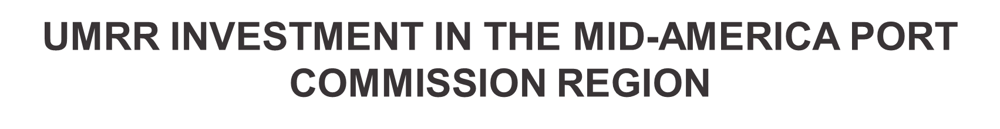 UMRR INVESTMENT IN THE MID-AMERICA PORT
COMMISSION REGION